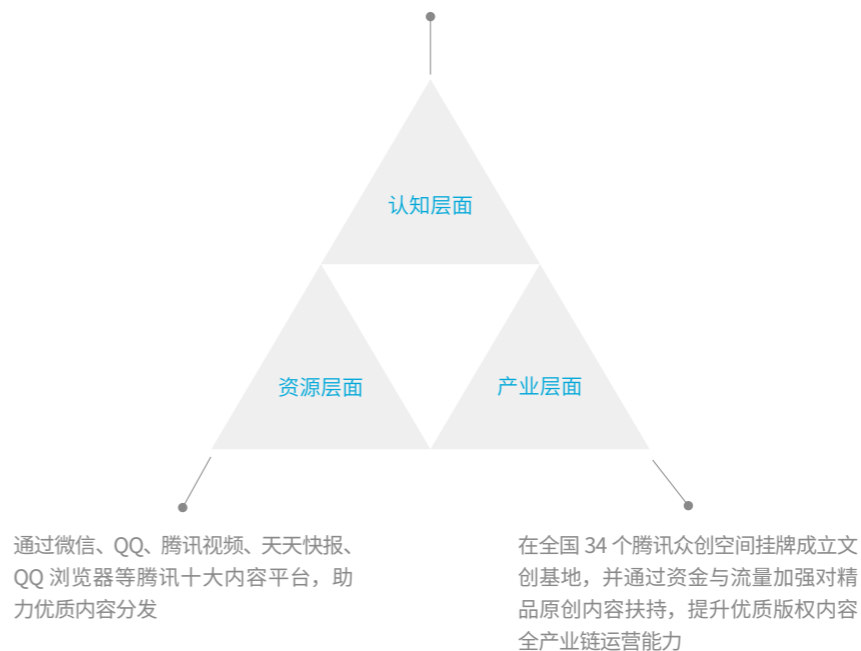 认知层面
资源层面
产业层面
通过微信、QQ、腾讯视频、天天快报、
QQ 浏览器等腾讯十大内容平台，助
力优质内容分发
在全国 34 个腾讯众创空间挂牌成立文
创基地，并通过资金与流量加强对精
品原创内容扶持，提升优质版权内容
全产业链运营能力